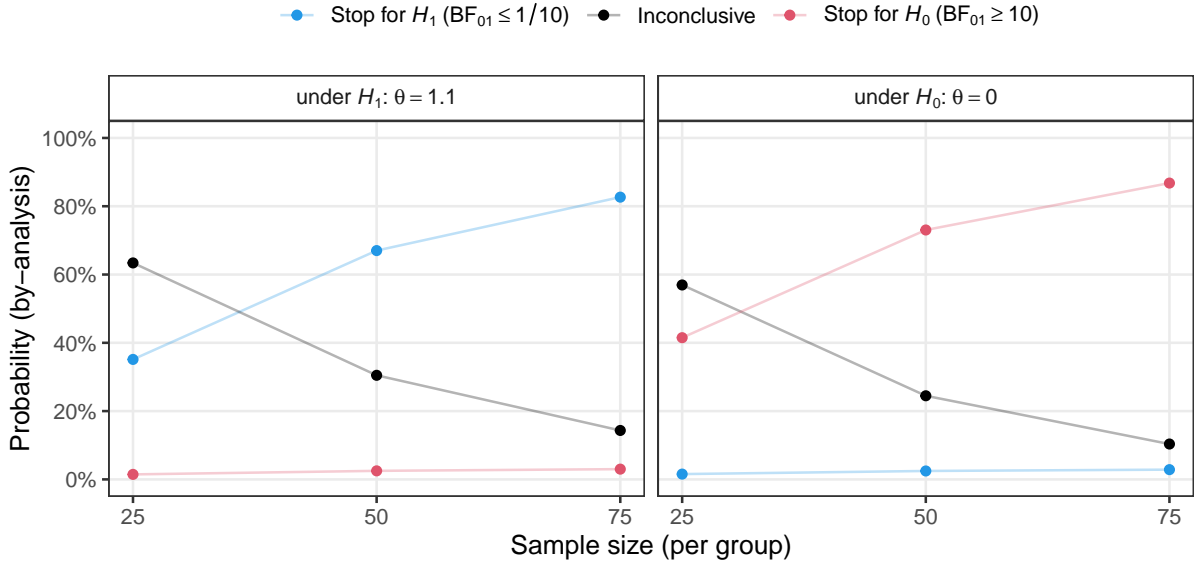 Stop for H₁ (BF₀₁ ≤ 1/10) Inconclusive Stop for H₀ (BF₀₁ ≥ 10)
under H₁: θ = 1.1 under H₀: θ = 0
Probability (by−analysis)
100%
80%
60%
40%
20%
0%
25 50 75 25 50 75
Sample size (per group)